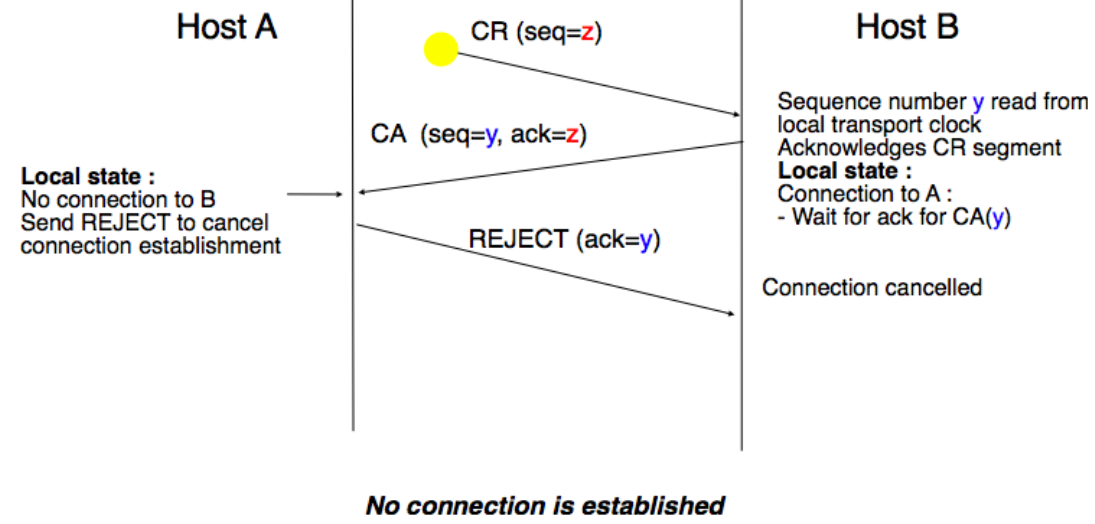 Host A
Host B
CR (seq=z)
Sequence number y read from
local transport clock
Acknowledges CR segment
Local state :
Connection to A :
- Wait for ack for CA(y)
CA (seq=y, ack=z)
Local state :
No connection to B
Send REJECT to cancel
connection establishment
REJECT (ack=y)
Connection cancelled
No connection is established